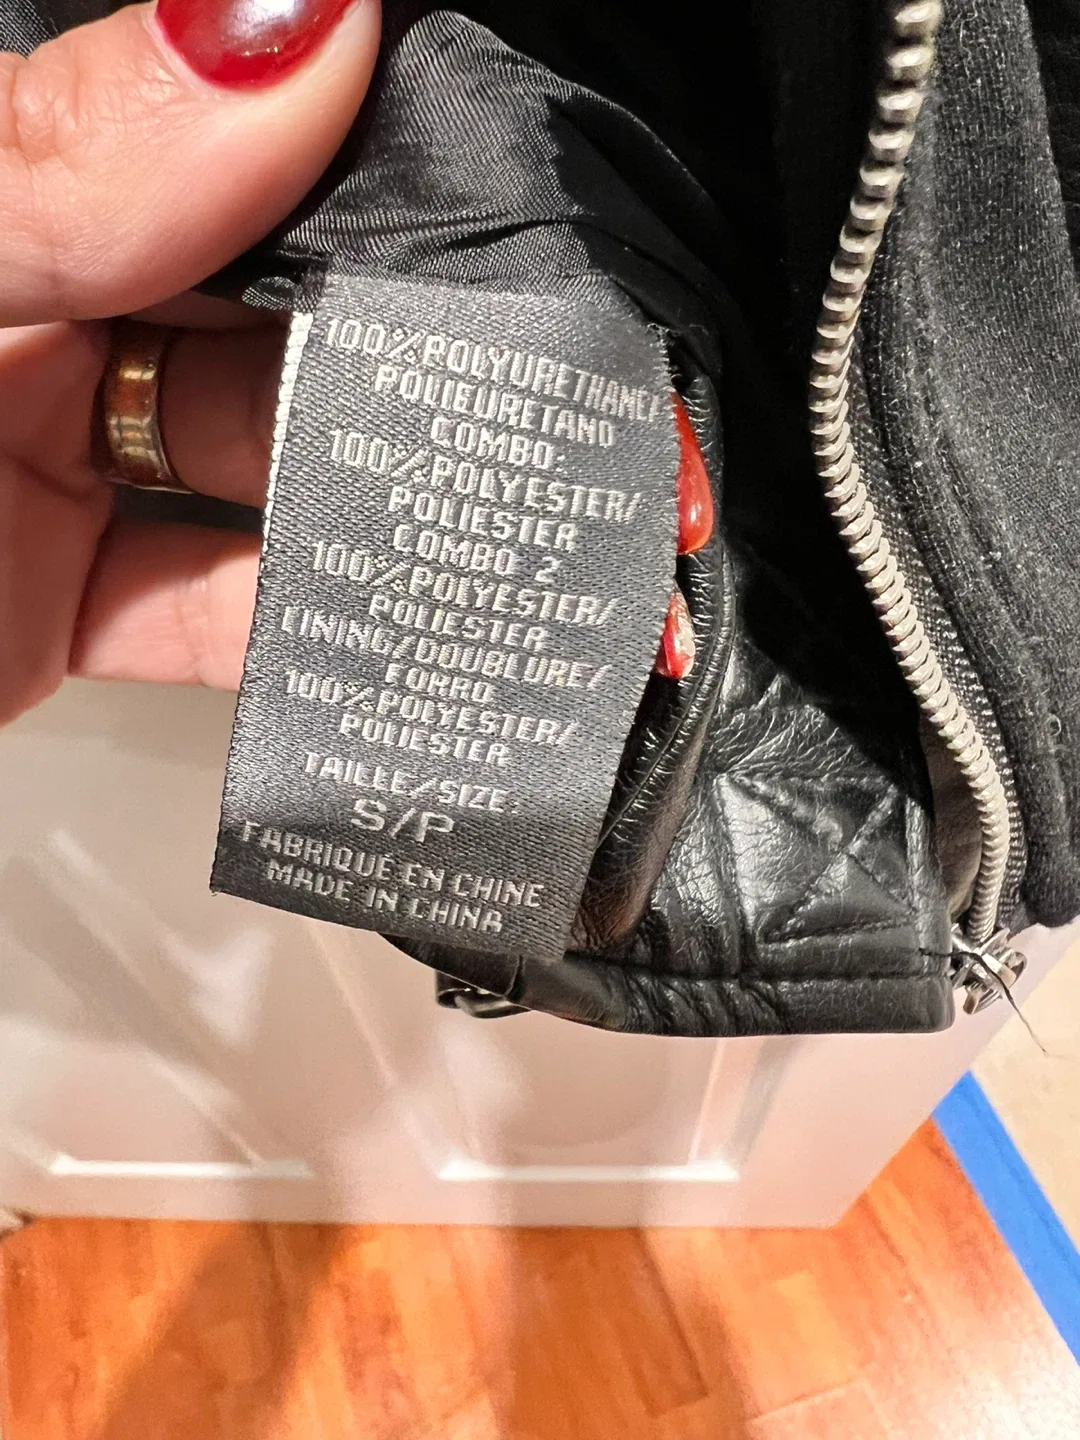 100%POLYURETHANE/
POLIEURETANO
COMBO:
100%POLYESTER/
POLIESTER
COMBO 2
100%POLYESTER/
POLIESTER
LINING/DOUBLURE/
FORRO
100%POLYESTER/
POLIESTER
TAILLE/SIZE:
S/P
FABRIQUE EN CHINE
MADE IN CHINA